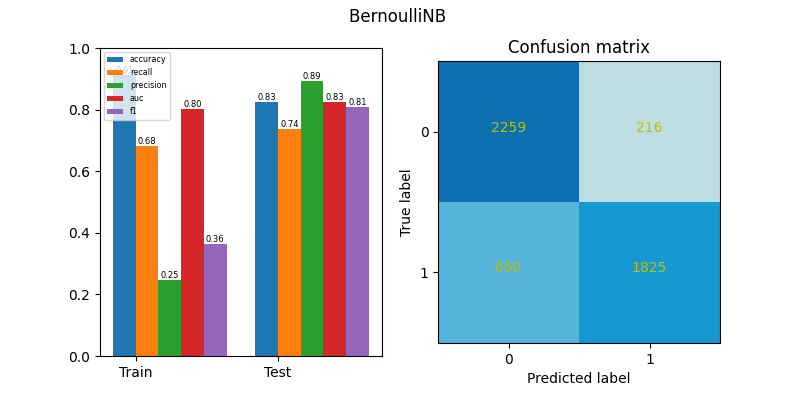 BernoulliNB
1.0
0.8
0.6
0.4
0.2
0.0
accuracy
recall
precision
auc
f1
0.68
0.25
0.80
0.36
0.83
0.74
0.89
0.83
0.81
Train
Test
Confusion matrix
True label
0
1
2259
216
650
1825
0
1
Predicted label